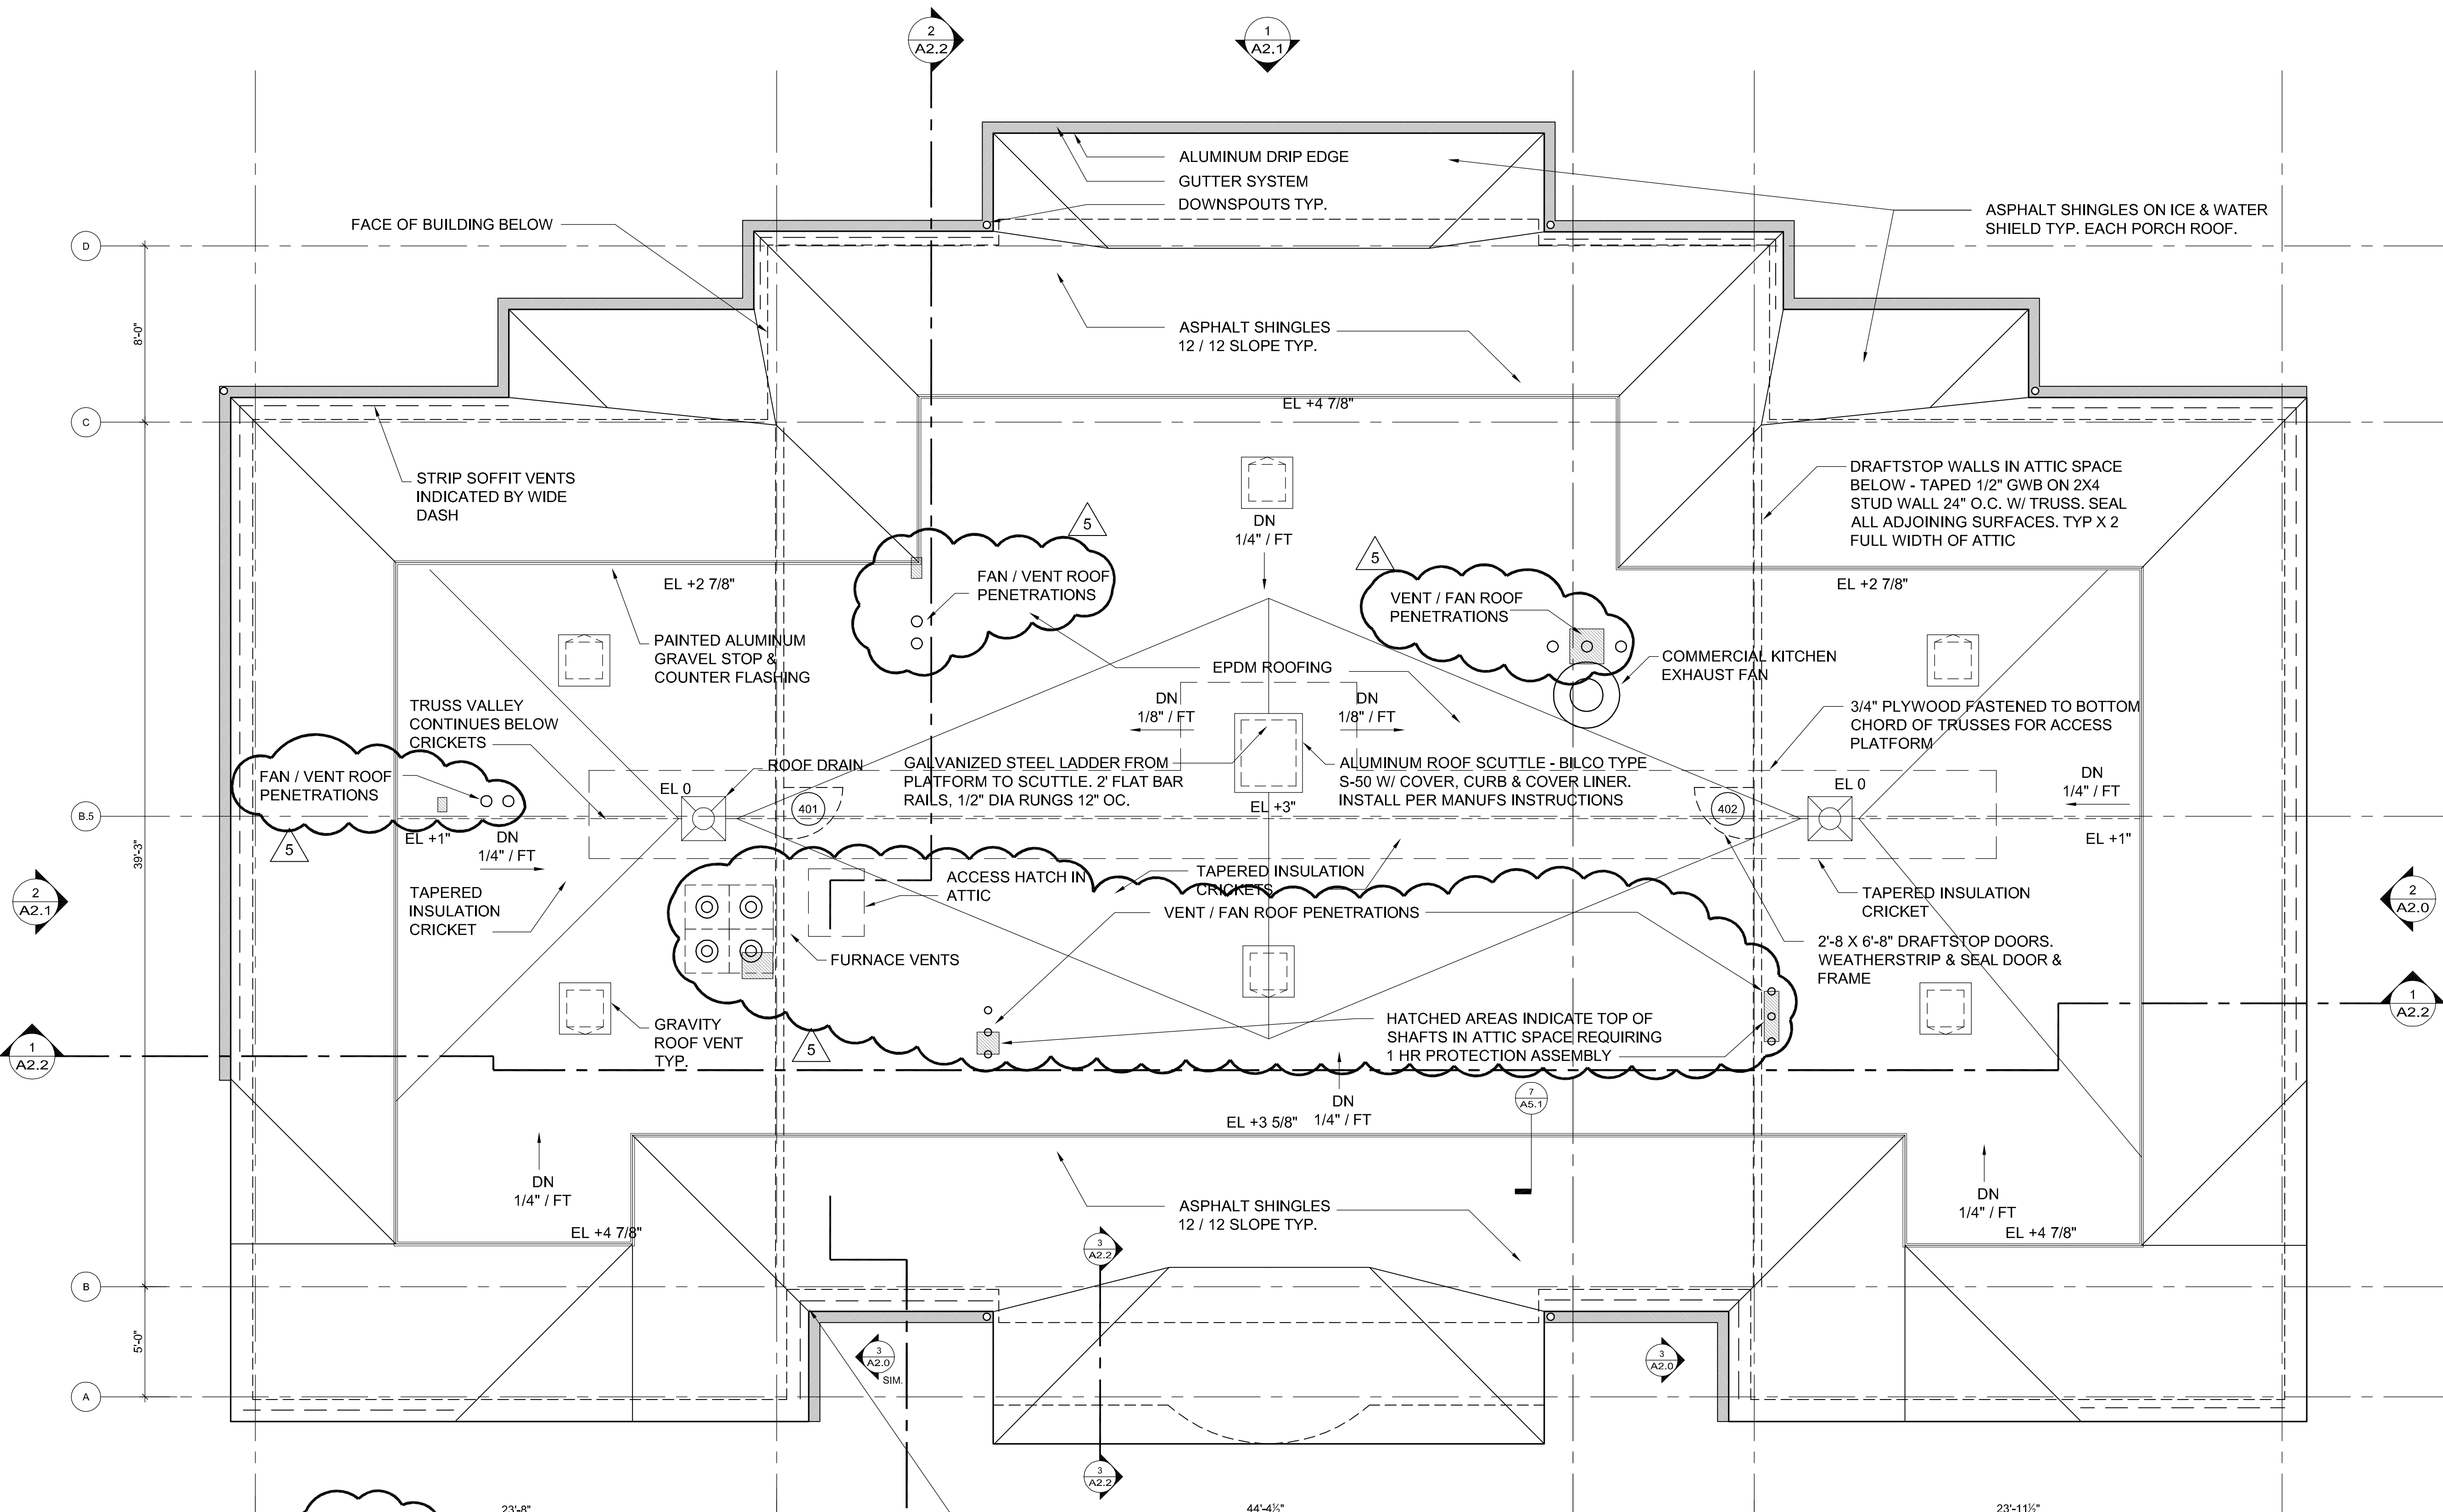 2
A2.2
1
A2.1
ALUMINUM DRIP EDGE
GUTTER SYSTEM
DOWNSPOUTS TYP.
FACE OF BUILDING BELOW
ASPHALT SHINGLES ON ICE & WATER
SHIELD TYP. EACH PORCH ROOF.
D
8'-0"
ASPHALT SHINGLES
12 / 12 SLOPE TYP.
EL +4 7/8"
C
STRIP SOFFIT VENTS
INDICATED BY WIDE
DASH
DRAFTSTOP WALLS IN ATTIC SPACE
BELOW - TAPED 1/2" GWB ON 2X4
STUD WALL 24" O.C. W/ TRUSS. SEAL
ALL ADJOINING SURFACES. TYP X 2
FULL WIDTH OF ATTIC
DN
1/4" / FT
5
5
FAN / VENT ROOF
PENETRATIONS
VENT / FAN ROOF
PENETRATIONS
EL +2 7/8"
EL +2 7/8"
PAINTED ALUMINUM
GRAVEL STOP &
COUNTER FLASHING
EPDM ROOFING
COMMERCIAL KITCHEN
EXHAUST FAN
TRUSS VALLEY
CONTINUES BELOW
CRICKETS
DN
1/8" / FT
DN
1/8" / FT
3/4" PLYWOOD FASTENED TO BOTTOM
CHORD OF TRUSSES FOR ACCESS
PLATFORM
FAN / VENT ROOF
PENETRATIONS
ROOF DRAIN
GALVANIZED STEEL LADDER FROM
PLATFORM TO SCUTTLE. 2' FLAT BAR
RAILS, 1/2" DIA RUNGS 12" OC.
ALUMINUM ROOF SCUTTLE - BILCO TYPE
S-50 W/ COVER, CURB & COVER LINER.
INSTALL PER MANUFS INSTRUCTIONS
EL 0
401
EL +3"
402
EL 0
DN
1/4" / FT
B.5
39'-3"
5
EL +1"
DN
1/4" / FT
EL +1"
2
A2.1
TAPERED
INSULATION
CRICKET
ACCESS HATCH IN
ATTIC
TAPERED INSULATION
CRICKETS
TAPERED INSULATION
CRICKET
2
A2.0
VENT / FAN ROOF PENETRATIONS
FURNACE VENTS
2'-8 X 6'-8" DRAFTSTOP DOORS.
WEATHERSTRIP & SEAL DOOR &
FRAME
1
A2.2
GRAVITY
ROOF VENT
TYP.
5
HATCHED AREAS INDICATE TOP OF
SHAFTS IN ATTIC SPACE REQUIRING
1 HR PROTECTION ASSEMBLY
1
A2.2
7
A5.1
EL +3 5/8"
DN
1/4" / FT
DN
1/4" / FT
DN
1/4" / FT
ASPHALT SHINGLES
12 / 12 SLOPE TYP.
EL +4 7/8"
EL +4 7/8"
3
A2.2
B
5'-0"
3
A2.0
SIM.
3
A2.0
A
3
A2.2
23'-8"
44'-4½"
23'-11½"